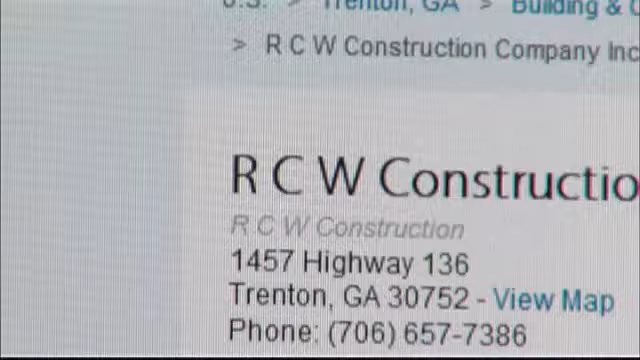 U.S. > Trenton, GA > Building &
> R C W Construction Company Inc
R C W Constructio
R C W Construction
1457 Highway 136
Trenton, GA 30752 - View Map
Phone: (706) 657-7386